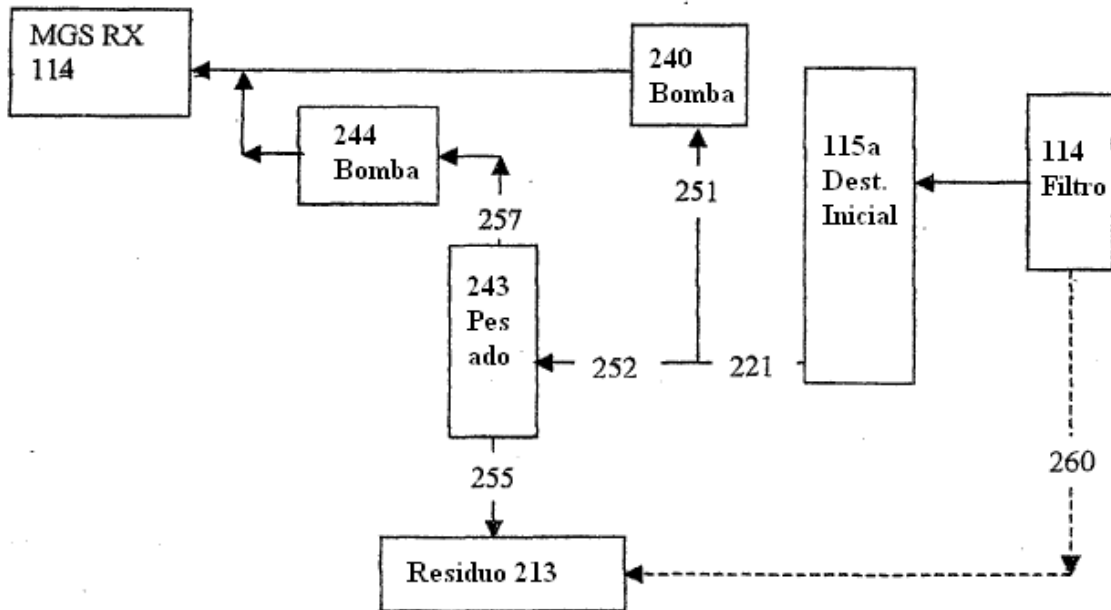 MGS RX
114
240
Bomba
244
Bomba
115a
Dest.
Inicial
114
Filtro
251
257
243
Pes
ado
252
221
255
260
Residuo 213